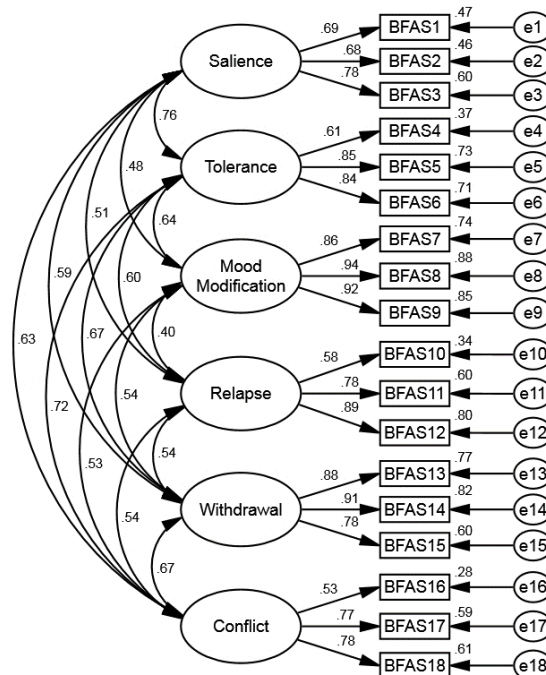 .69 BFAS1 .47 e1
Salience .68 BFAS2 .46 e2
.78 BFAS3 .60 e3
.76
.61 BFAS4 .37 e4
Tolerance .85 BFAS5 .73 e5
.48
.84 BFAS6 .71 e6
.51 .64
.86 BFAS7 .74 e7
Mood
Modification
.94 BFAS8 .88 e8
.59 .60
.92 BFAS9 .85 e9
.63 .67 .40
.58 BFAS10 .34 e10
Relapse .78 BFAS11 .60 e11
.72 .54
.89 BFAS12 .80 e12
.53 .54
.88 BFAS13 .77 e13
Withdrawal .91 BFAS14 .82 e14
.54
.78 BFAS15 .60 e15
.67
.53 BFAS16 .28 e16
Conflict .77 BFAS17 .59 e17
.78 BFAS18 .61 e18